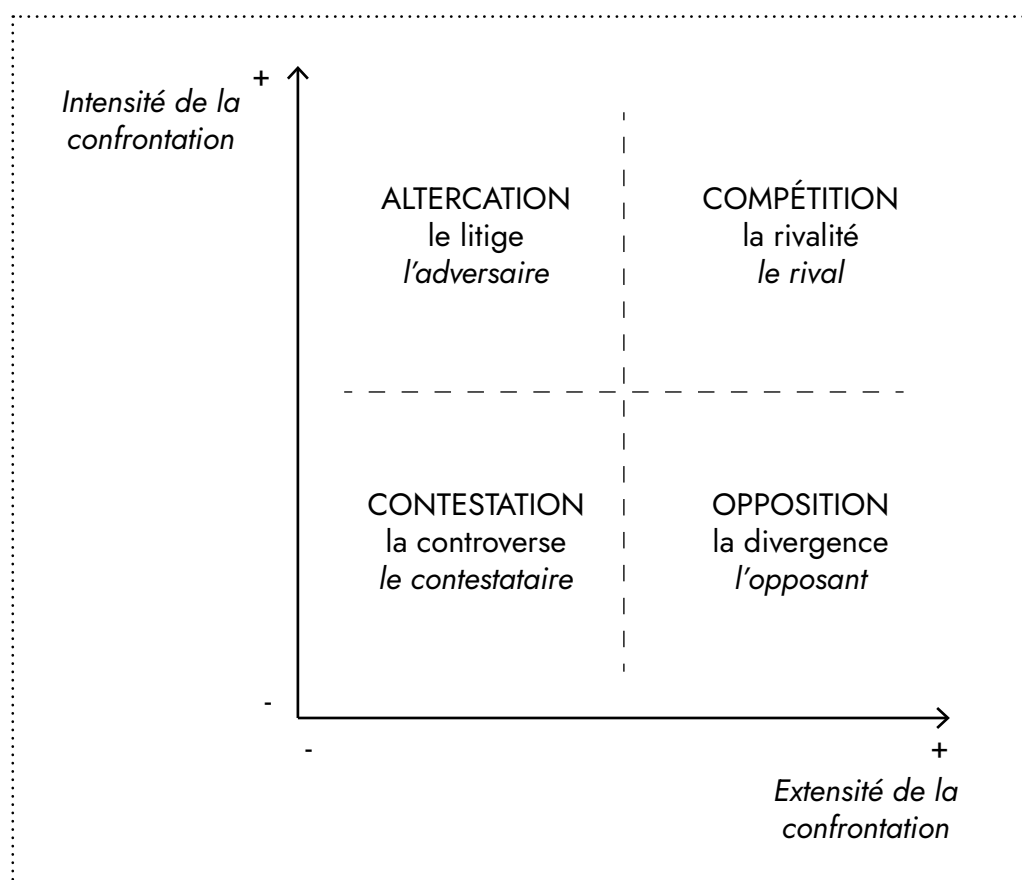 +
Intensité de la
confrontation
ALTERCATION
le litige
l'adversaire
COMPÉTITION
la rivalité
le rival
CONTESTATION
la controverse
le contestataire
OPPOSITION
la divergence
l'opposant
-
-
+
Extensité de la
confrontation